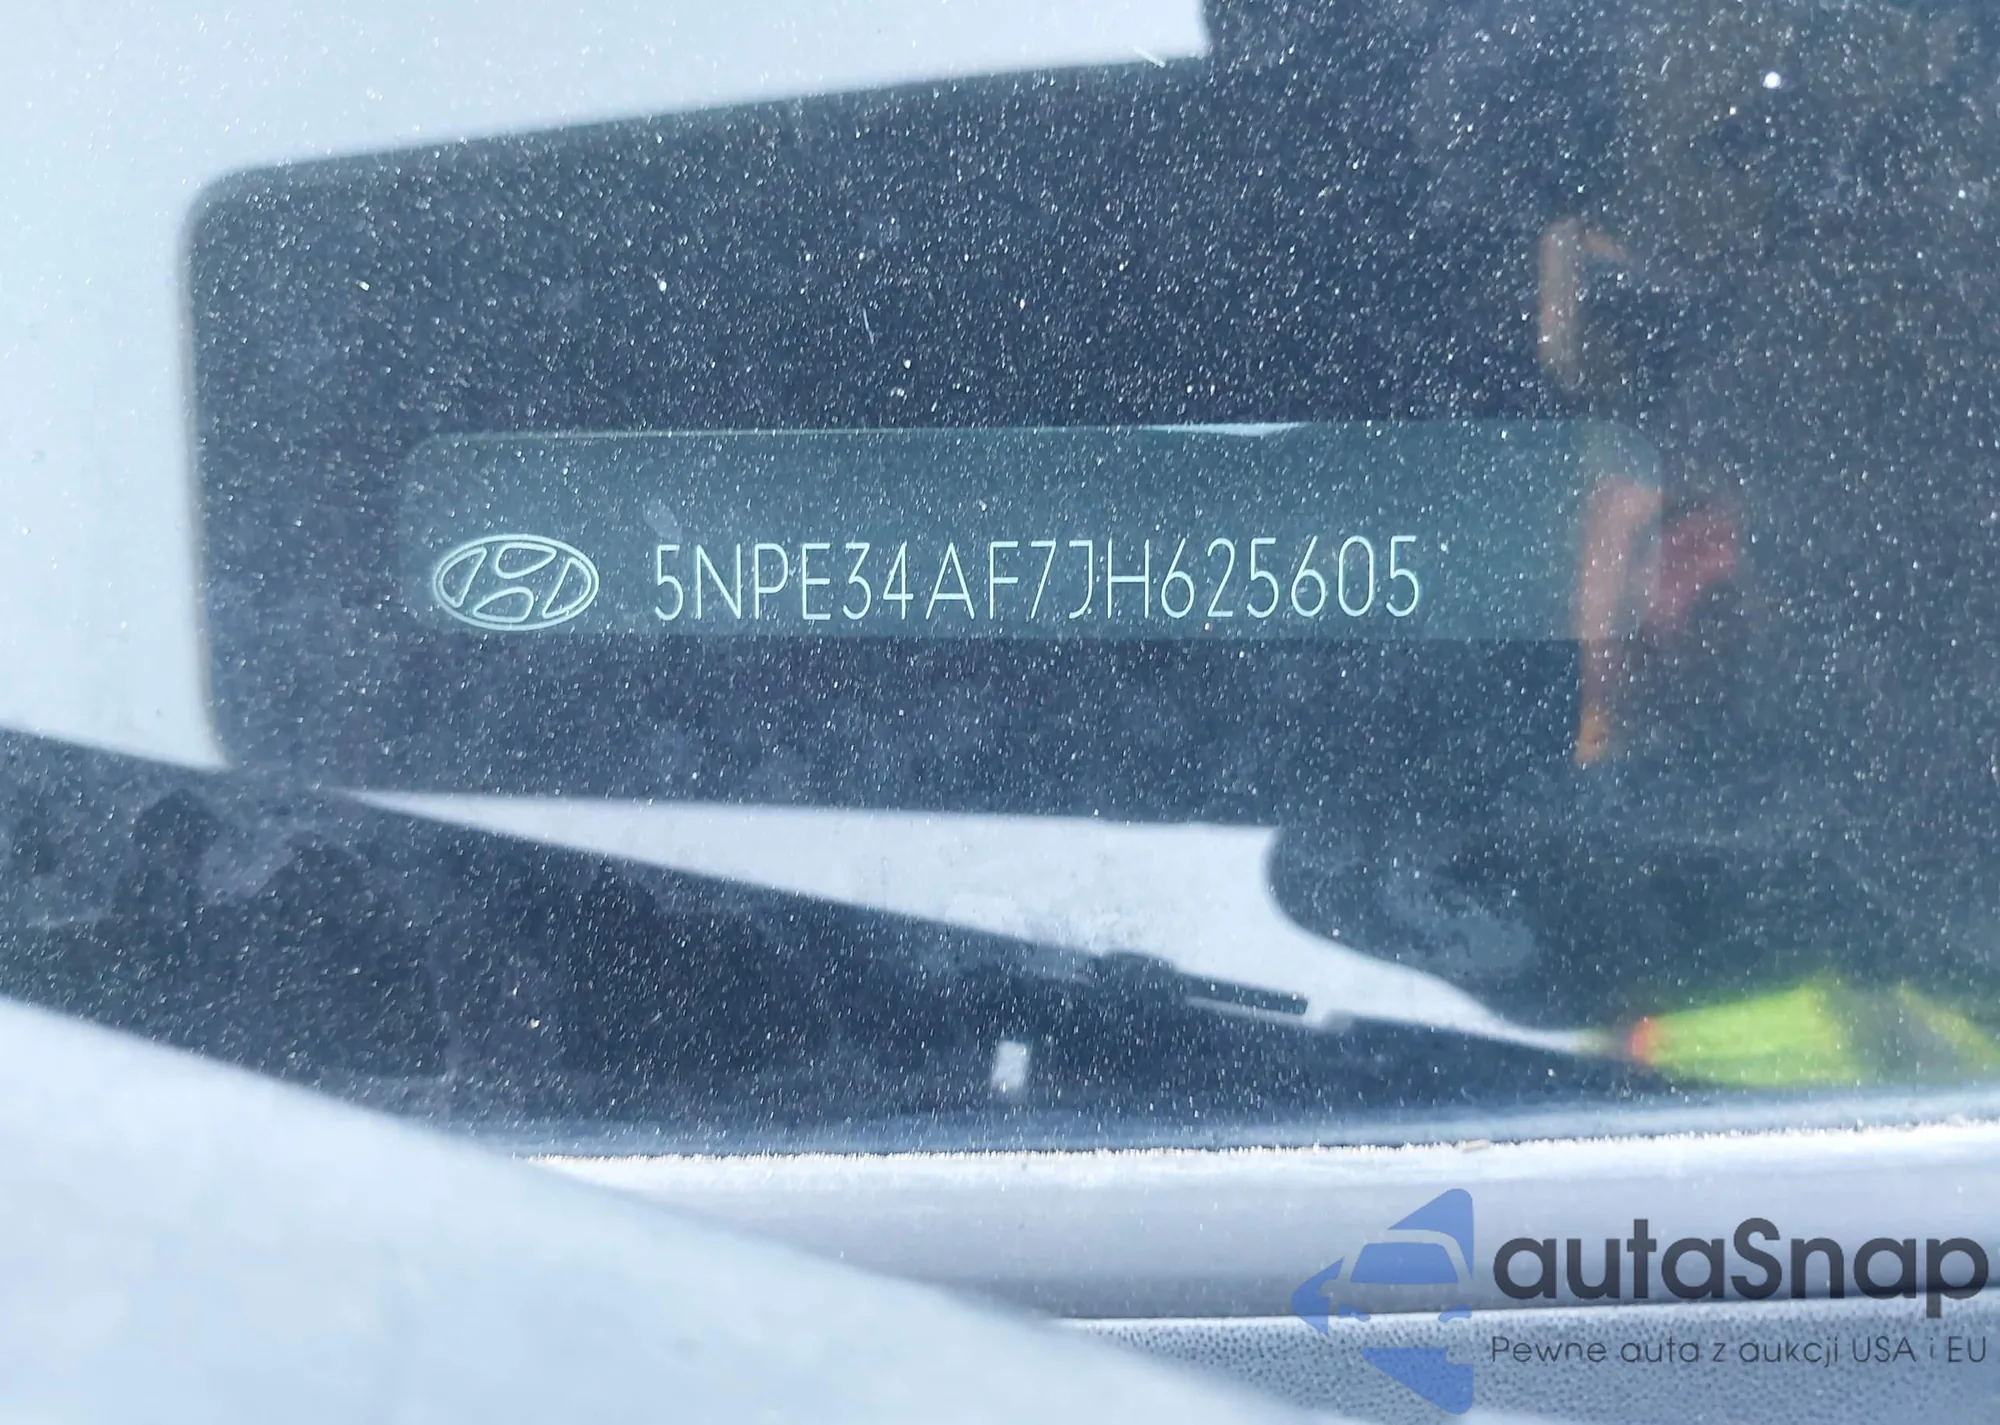 5NPE34AF7JH625605
autaSnap
Pewne auta z aukcji USA i EU